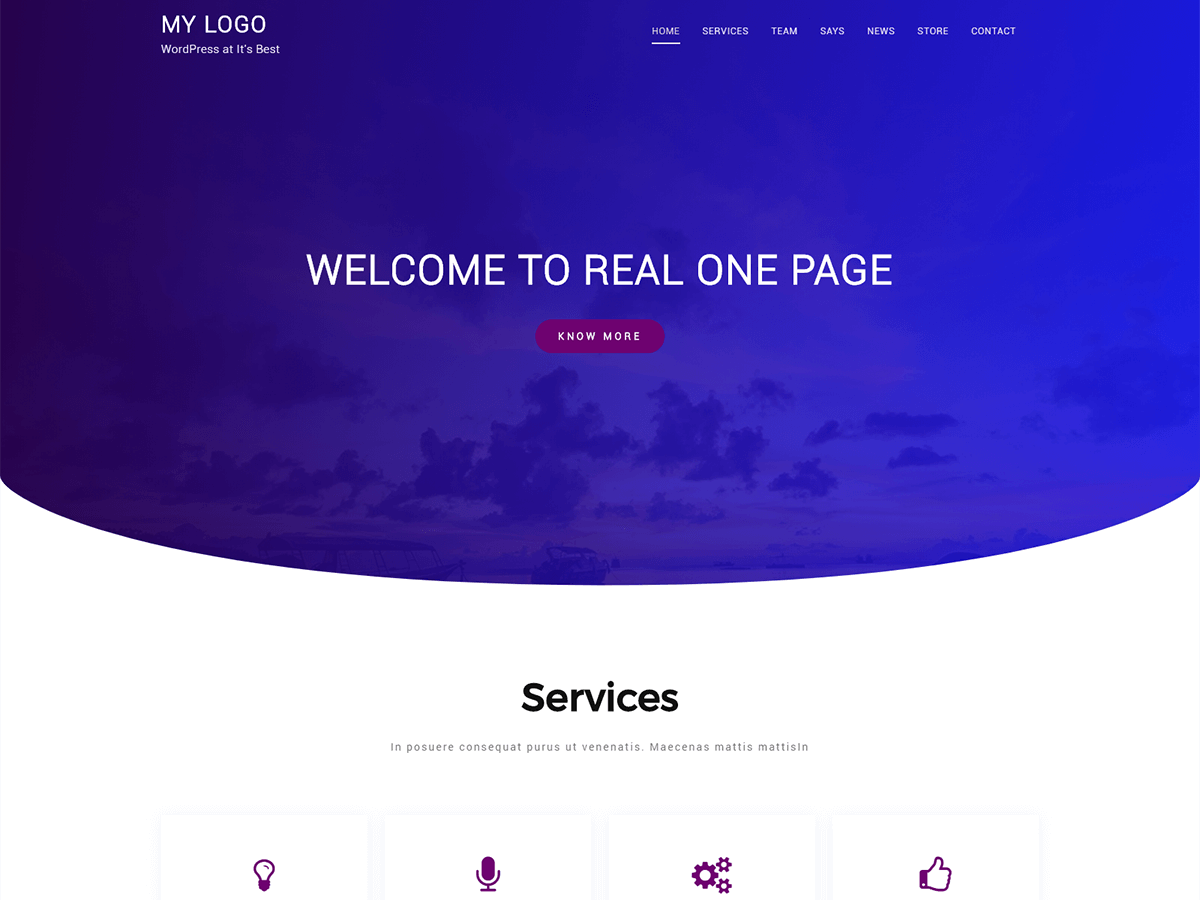 MY LOGO
WordPress at It's Best
HOME SERVICES TEAM SAYS NEWS STORE CONTACT
WELCOME TO REAL ONE PAGE
KNOW MORE
Services
In posuere consequat purus ut venenatis. Maecenas mattis mattisIn